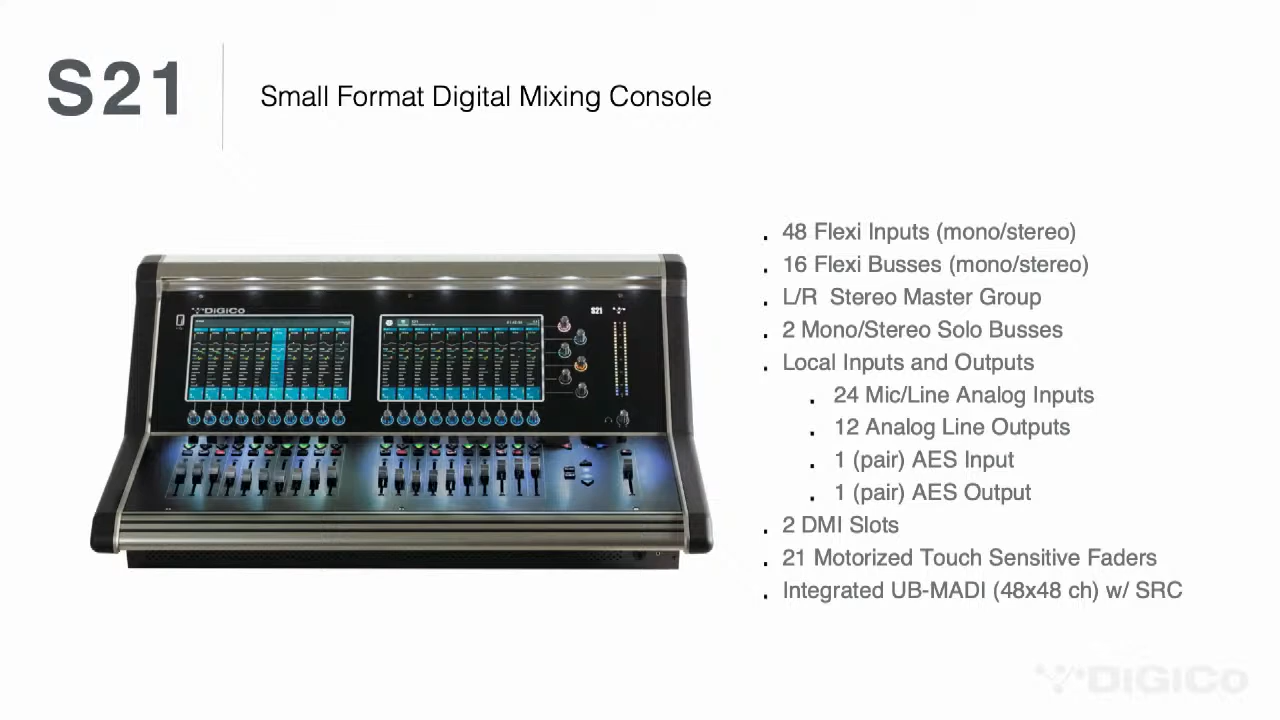 S21
Small Format Digital Mixing Console
. 48 Flexi Inputs (mono/stereo)
. 16 Flexi Busses (mono/stereo)
. L/R  Stereo Master Group
. 2 Mono/Stereo Solo Busses
. Local Inputs and Outputs
. 24 Mic/Line Analog Inputs
. 12 Analog Line Outputs
. 1 (pair) AES Input
. 1 (pair) AES Output
. 2 DMI Slots
. 21 Motorized Touch Sensitive Faders
. Integrated UB-MADI (48x48 ch) w/ SRC
DiGiCo
S21
DiGiCo